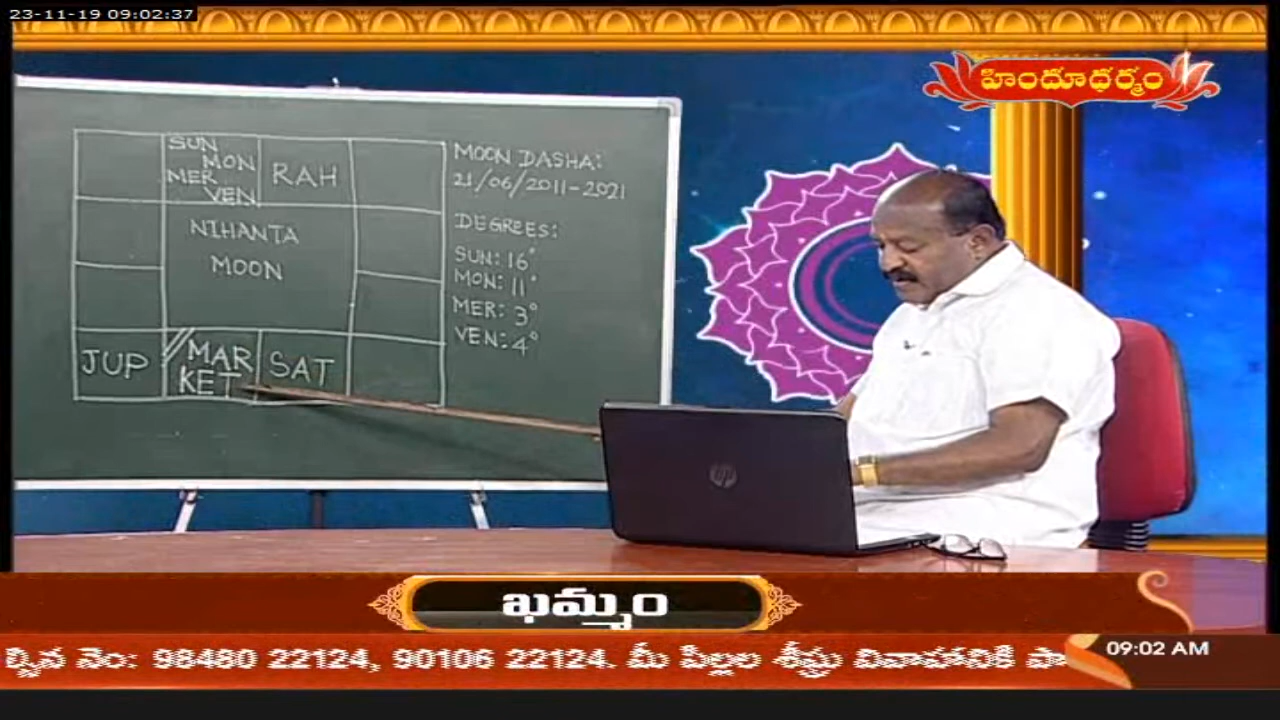 23-11-19 09:02:37
హిందూధర్మం
SUN
MON
MER
VEN
RAH
MOON DASHA:
21/06/2011-2021
NIHANTA
MOON
DEGREES:
SUN: 16°
MON: 11°
MER: 3°
VEN: 4°
JUP
MAR
KET
SAT
hp
ఖమ్మం
ల్సిన నెం: 98480 22124, 90106 22124. మీ పిల్లల శీఘ్ర వివాహానికి పా
09:02 AM